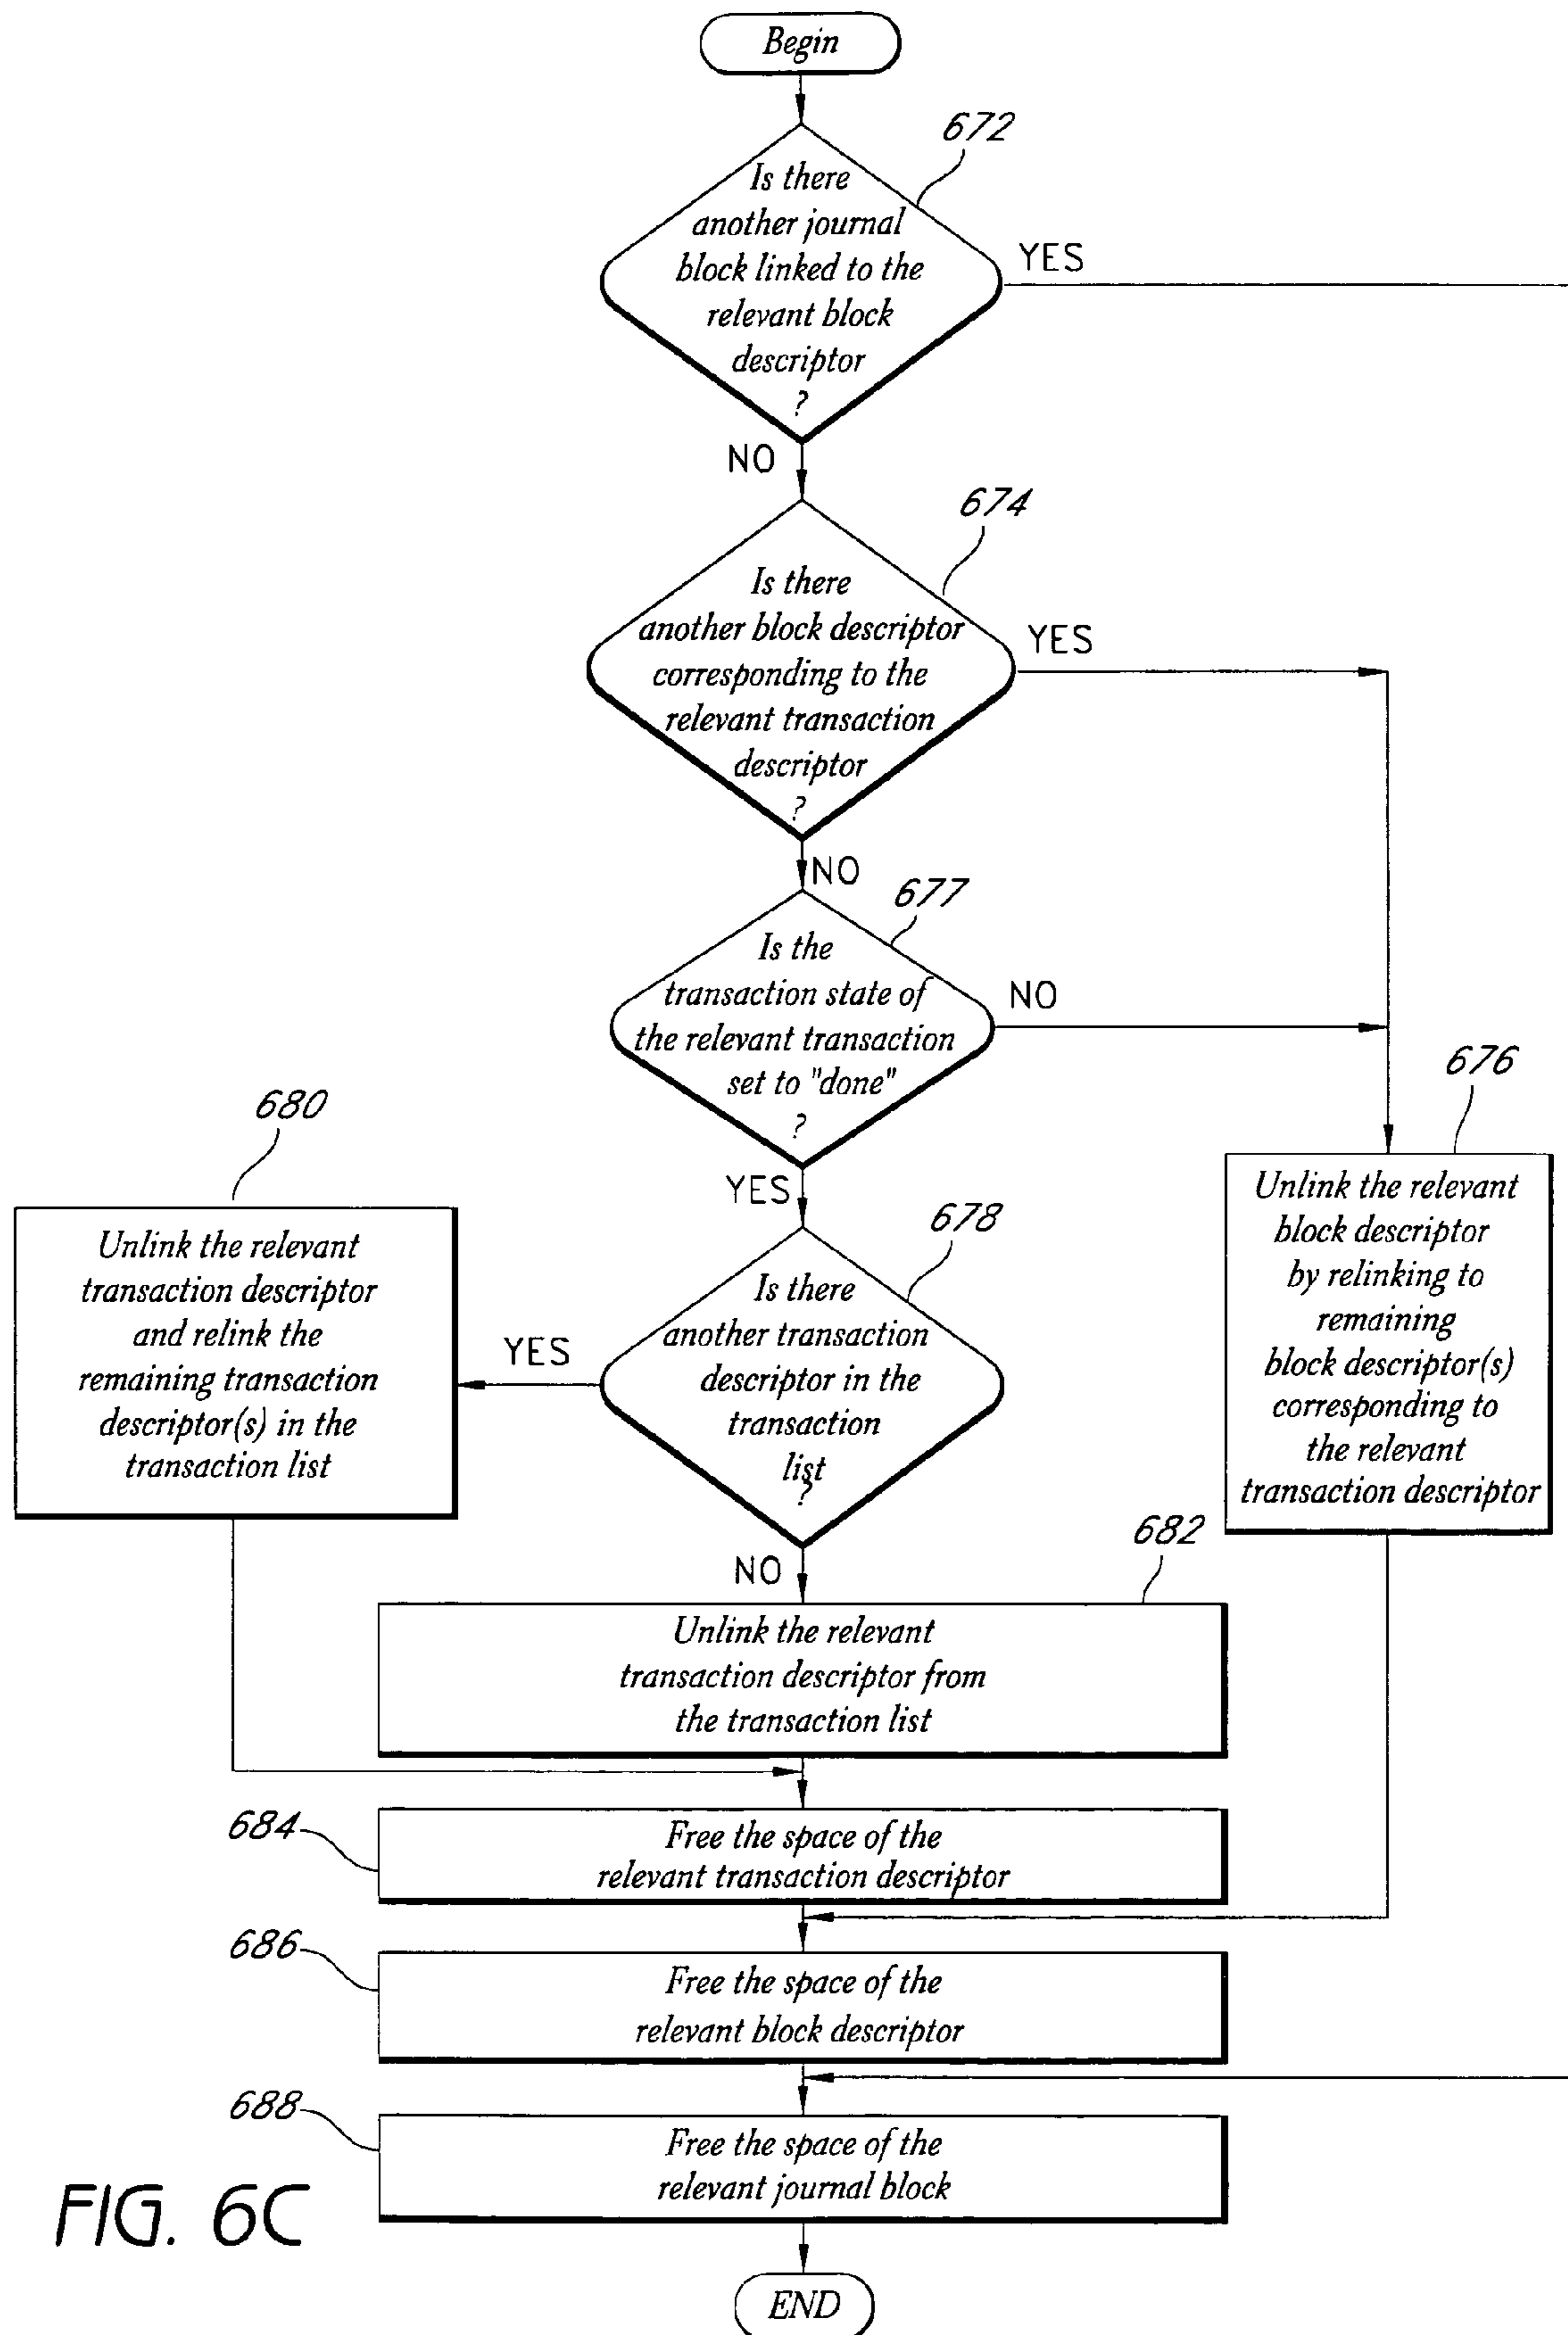 Begin
672
Is there
another journal
block linked to the
relevant block
descriptor
?
YES
NO
674
Is there
another block descriptor
corresponding to the
relevant transaction
descriptor
?
YES
NO
677
Is the
transaction state of
the relevant transaction
set to "done"
?
NO
YES
676
Unlink the relevant
block descriptor
by relinking to
remaining
block descriptor(s)
corresponding to
the relevant
transaction descriptor
680
Unlink the relevant
transaction descriptor
and relink the
remaining transaction
descriptor(s) in the
transaction list
678
Is there
another transaction
descriptor in the
transaction
list
?
YES
NO
682
Unlink the relevant
transaction descriptor from
the transaction list
684
Free the space of the
relevant transaction descriptor
686
Free the space of the
relevant block descriptor
688
Free the space of the
relevant journal block
FIG. 6C
END